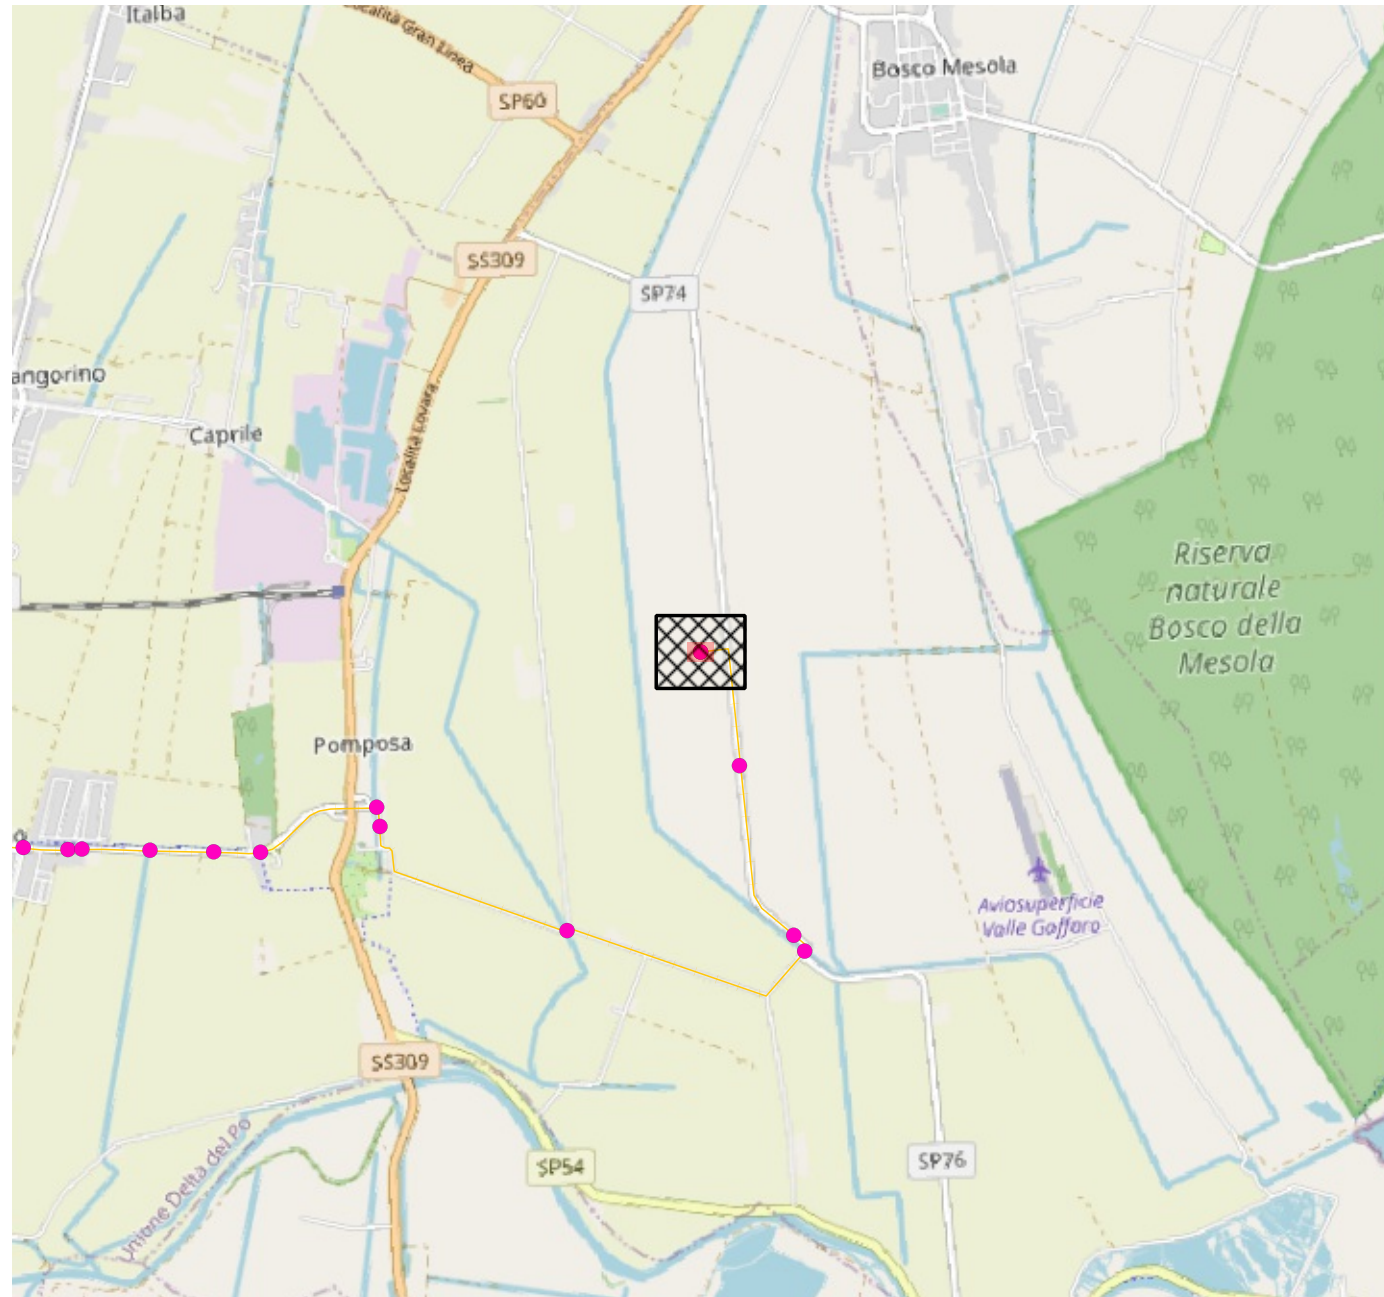 Italba
Località Gran Linea
Bosco Mesola
SP60
SS309
SP74
angorino
Caprile
Località Lovara
Riserva
naturale
Bosco della
Mesola
Pomposa
Aviosuperficie
Valle Gaffaro
SS309
Unione Delta del Po
SP54
SP76